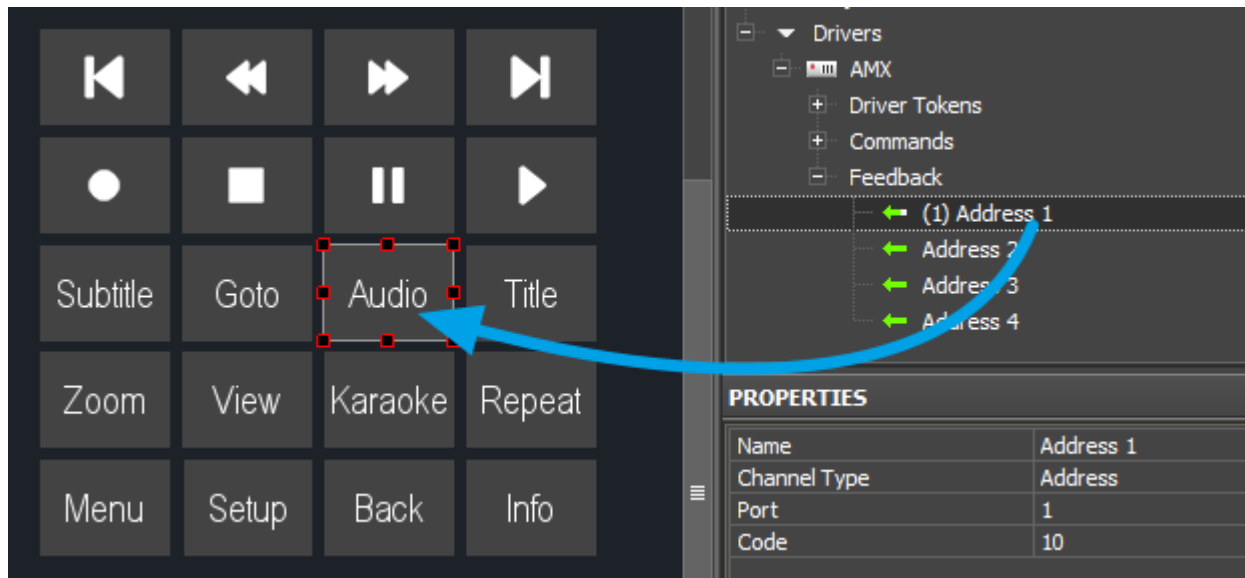 Subtitle Goto Audio Title
Zoom View Karaoke Repeat
Menu Setup Back Info
Drivers
AMX
Driver Tokens
Commands
Feedback
(1) Address 1
Address 2
Address 3
Address 4
PROPERTIES
Name Address 1
Channel Type Address
Port 1
Code 10